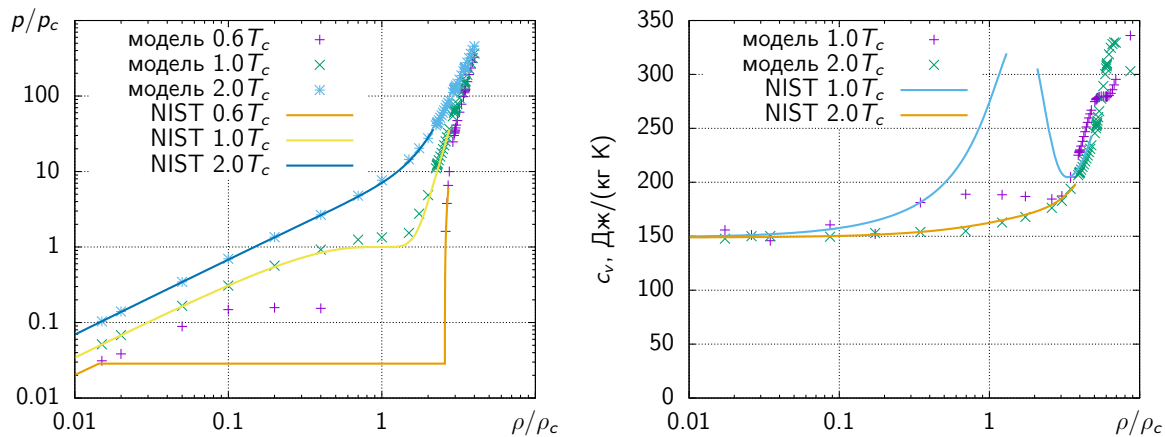 p/p_c
модель 0.6T_c
модель 1.0T_c
модель 2.0T_c
NIST 0.6T_c
NIST 1.0T_c
NIST 2.0T_c
100
10
1
0.1
0.01
0.01
0.1
1
ρ/ρ_c
c_v, Дж/(кг К)
модель 1.0T_c
модель 2.0T_c
NIST 1.0T_c
NIST 2.0T_c
350
300
250
200
150
100
50
0
0.01
0.1
1
ρ/ρ_c